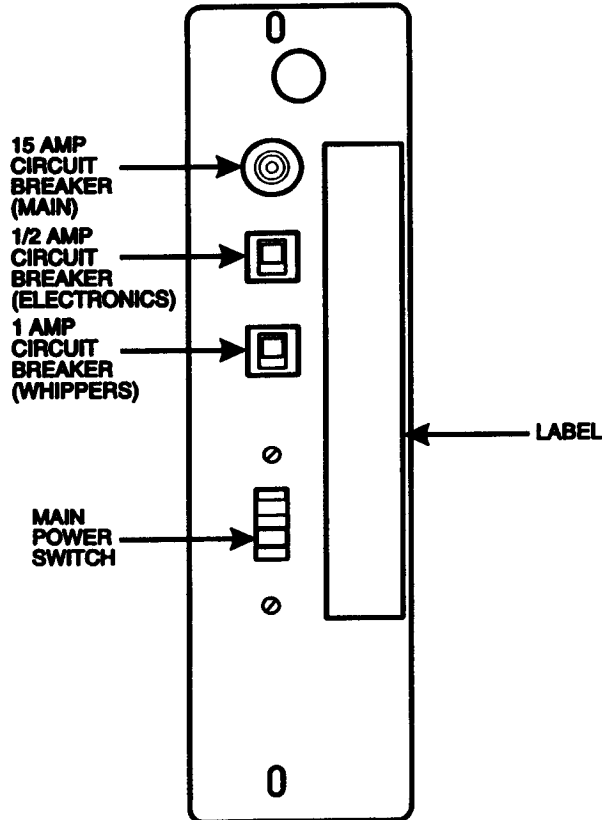 15 AMP
CIRCUIT
BREAKER
(MAIN)
1/2 AMP
CIRCUIT
BREAKER
(ELECTRONICS)
1 AMP
CIRCUIT
BREAKER
(WHIPPERS)
LABEL
MAIN
POWER
SWITCH